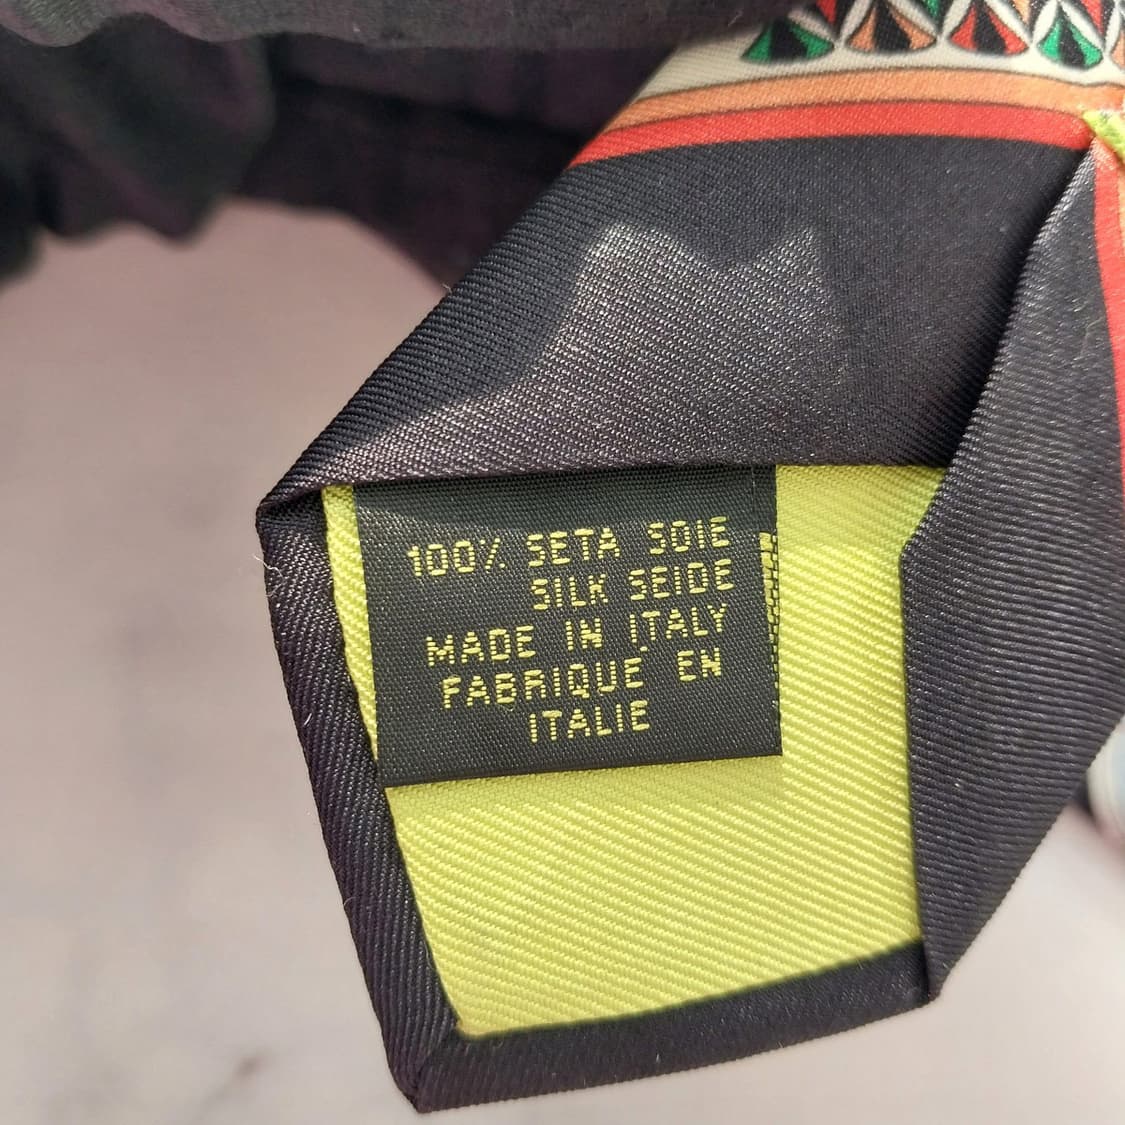 100% SETA SOIE
SILK SEIDE
MADE IN ITALY
FABRIQUE EN
ITALIE